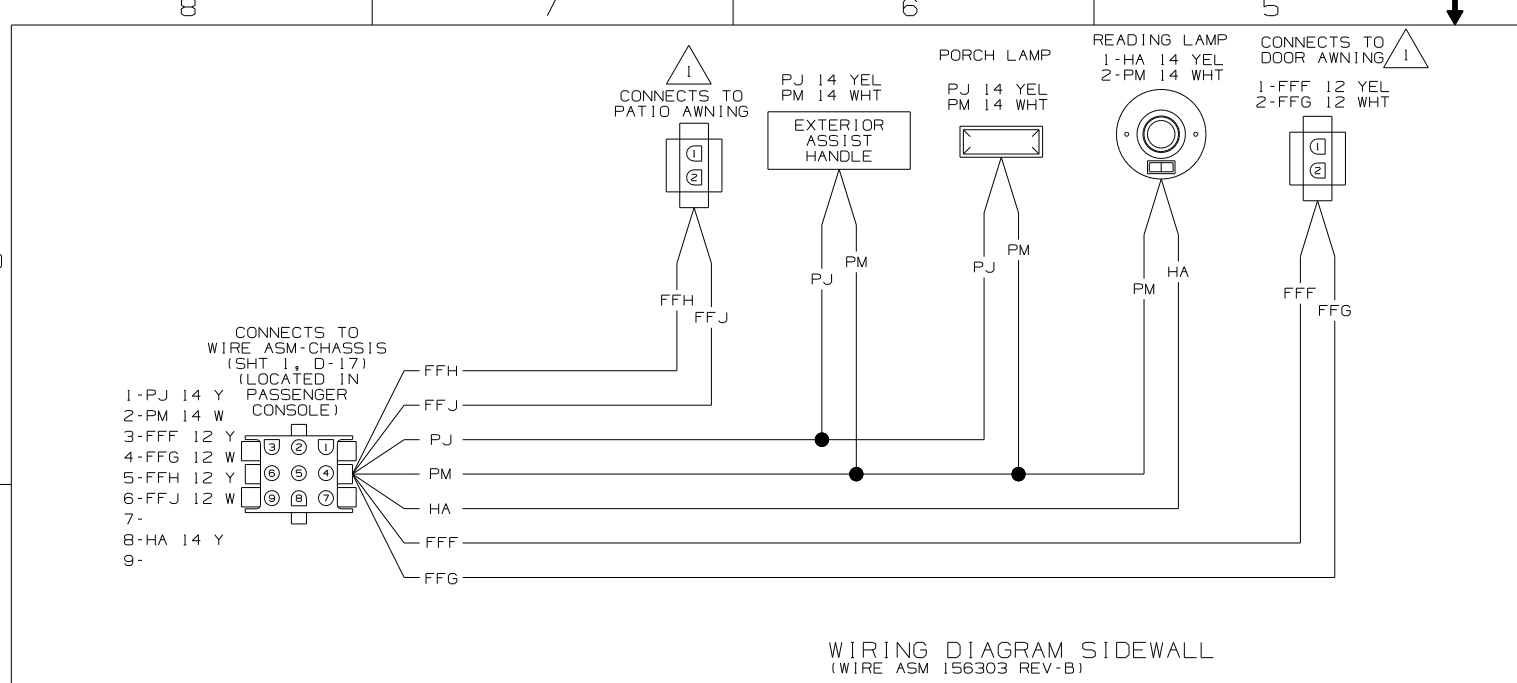 8
7
6
5
1
CONNECTS TO
PATIO AWNING
1
2
PJ 14 YEL
PM 14 WHT
EXTERIOR
ASSIST
HANDLE
PORCH LAMP
PJ 14 YEL
PM 14 WHT
READING LAMP
1-HA 14 YEL
2-PM 14 WHT
CONNECTS TO
DOOR AWNING
1
1-FFF 12 YEL
2-FFG 12 WHT
1
2
PJ
PM
PJ
PM
PM
HA
FFF
FFG
FFH
FFJ
CONNECTS TO
WIRE ASM-CHASSIS
(SHT 1, D-17)
(LOCATED IN
PASSENGER
CONSOLE)
1-PJ 14 Y
2-PM 14 W
3-FFF 12 Y
4-FFG 12 W
5-FFH 12 Y
6-FFJ 12 W
7-
8-HA 14 Y
9-
3 2 1
6 5 4
9 8 7
FFH
FFJ
PJ
PM
HA
FFF
FFG
WIRING DIAGRAM SIDEWALL
(WIRE ASM 156303 REV-B)